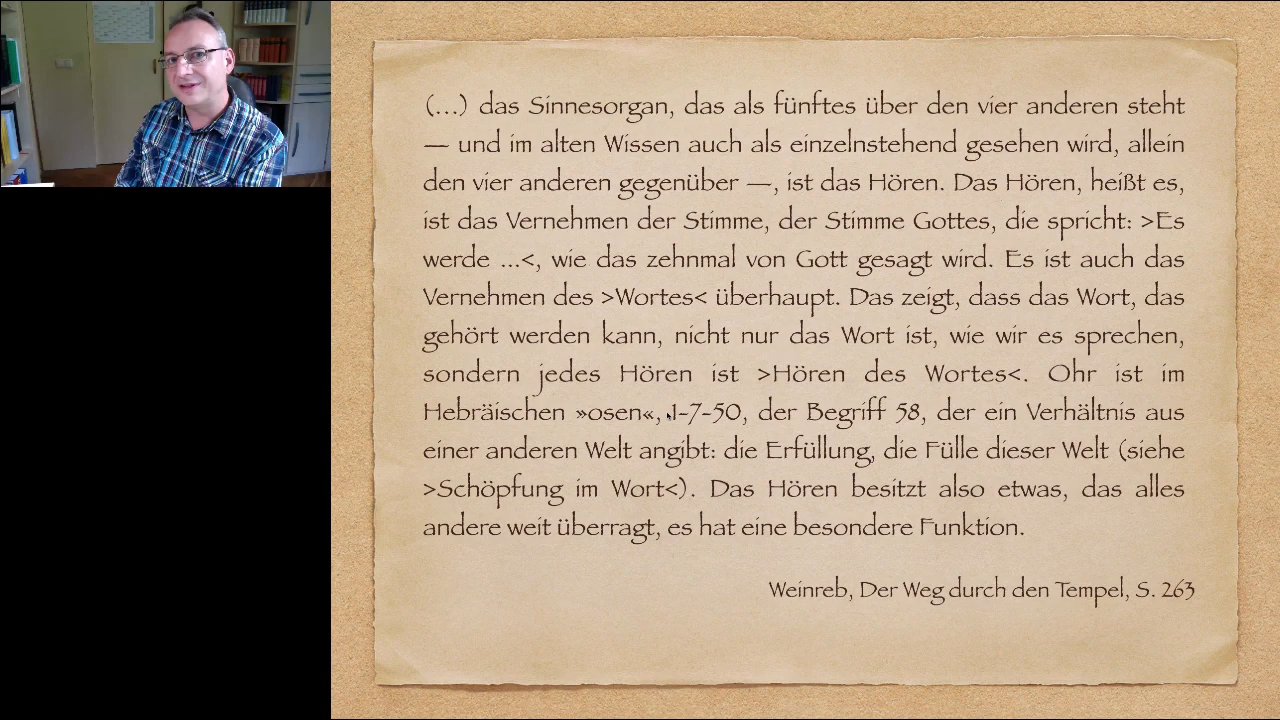 (...) das Sinnesorgan, das als fünftes über den vier anderen steht
— und im alten Wissen auch als einzelnstehend gesehen wird, allein
den vier anderen gegenüber —, ist das Hören. Das Hören, heißt es,
ist das Vernehmen der Stimme, der Stimme Gottes, die spricht: >Es
werde ...<, wie das zehnmal von Gott gesagt wird. Es ist auch das
Vernehmen des >Wortes< überhaupt. Das zeigt, dass das Wort, das
gehört werden kann, nicht nur das Wort ist, wie wir es sprechen,
sondern jedes Hören ist >Hören des Wortes<. Ohr ist im
Hebräischen »osen«, 1-7-50, der Begriff 58, der ein Verhältnis aus
einer anderen Welt angibt: die Erfüllung, die Fülle dieser Welt (siehe
>Schöpfung im Wort<). Das Hören besitzt also etwas, das alles
andere weit überragt, es hat eine besondere Funktion.
Weinreb, Der Weg durch den Tempel, S. 263